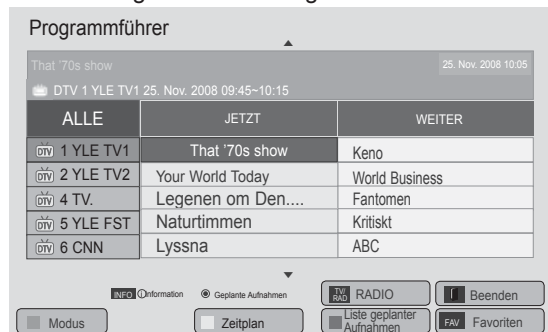 Programmführer
That '70s show 25. Nov. 2008 10:05
DTV 1 YLE TV1 25. Nov. 2008 09:45~10:15
ALLE JETZT WEITER
DTV 1 YLE TV1 That '70s show Keno
DTV 2 YLE TV2 Your World Today World Business
DTV 4 TV. Legenen om Den.... Fantomen
DTV 5 YLE FST Naturtimmen Kritiskt
DTV 6 CNN Lyssna ABC
INFO i Information Geplante Aufnahmen TV/RAD RADIO Beenden
Modus Zeitplan Liste geplanter Aufnahmen FAV Favoriten